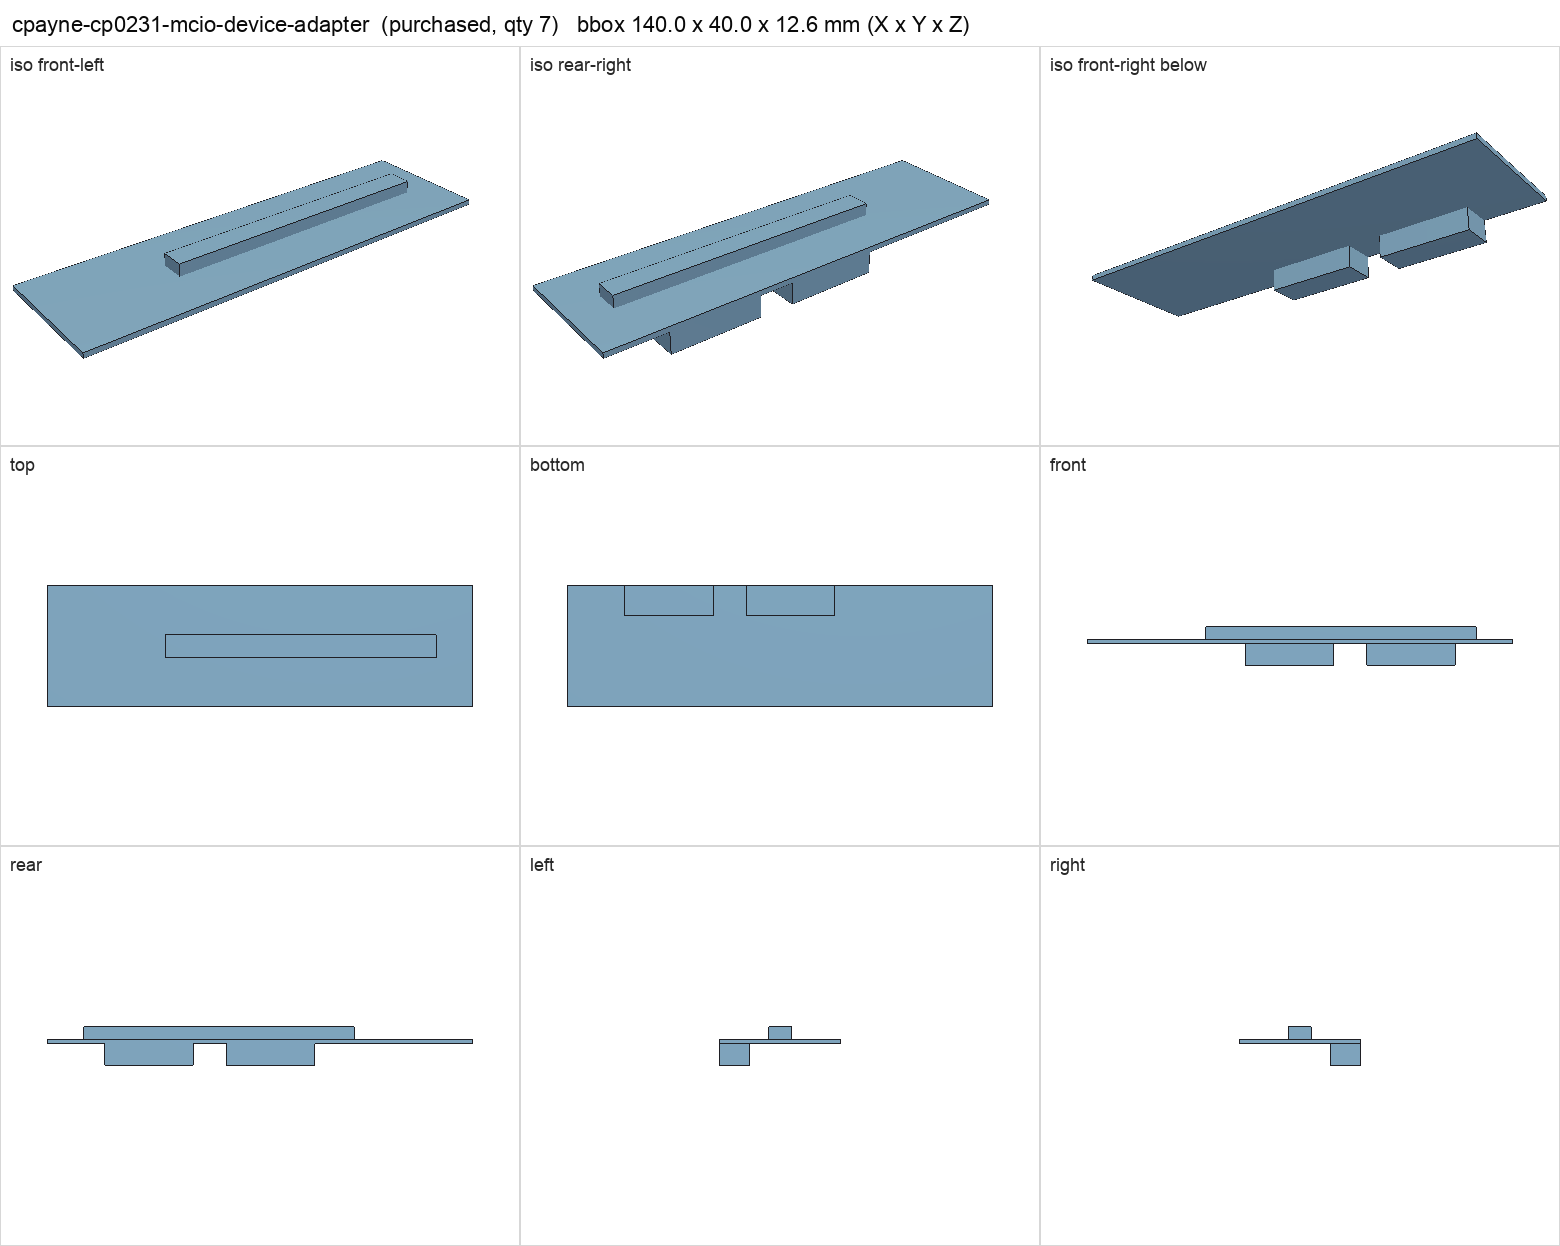 cpayne-cp0231-mcio-device-adapter (purchased, qty 7) bbox 140.0 x 40.0 x 12.6 mm (X x Y x Z)
iso front-left
iso rear-right
iso front-right below
top
bottom
front
rear
left
right